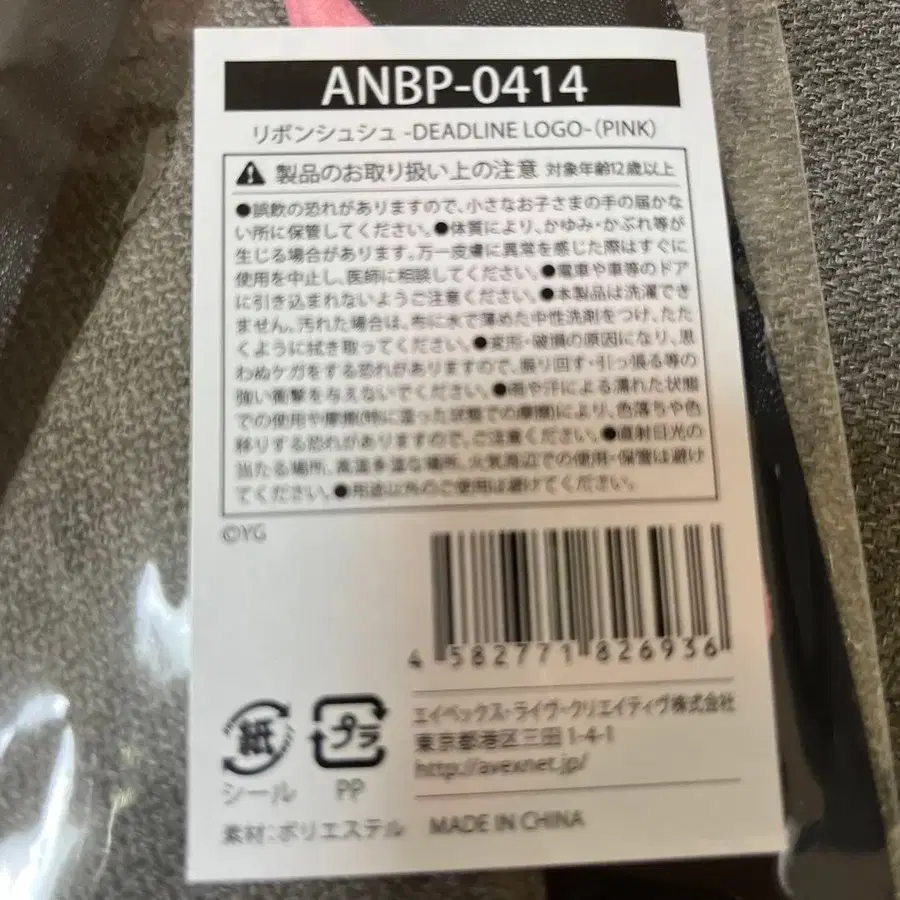 ANBP-0414
リボンシュシュ -DEADLINE LOGO-(PINK)
製品のお取り扱い上の注意 対象年齢12歳以上
●誤飲の恐れがありますので、小さなお子さまの手の届かな
い所に保管してください。●体質により、かゆみ・かぶれ等が
生じる場合があります。万一皮膚に異常を感じた際はすぐに
使用を中止し、医師に相談してください。●電車や車等のドア
に引き込まれないようご注意ください。●本製品は洗濯でき
ません。汚れた場合は、布に水で薄めた中性洗剤をつけ、たた
くように拭き取ってください。●変形・破損の原因になり、思
わぬケガをする恐れがありますので、振り回す・引っ張る等の
強い衝撃を与えないでください。●雨や汗による濡れた状態
での使用や摩擦(特に湿った状態での摩擦)により、色落ちや色
移りする恐れがありますので、ご注意ください。●直射日光の
当たる場所、高温多湿な場所、火気周辺での使用・保管は避け
てください。●用途以外のご使用は避けてください。
©YG
4 582771 826936
紙 プラ
シール PP
エイベックス・ライヴ・クリエイティヴ株式会社
東京都港区三田1-4-1
http://avexnet.jp/
素材:ポリエステル MADE IN CHINA